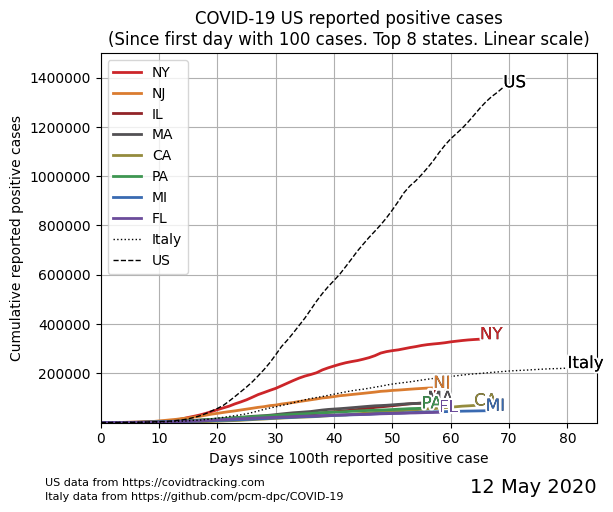 COVID-19 US reported positive cases
(Since first day with 100 cases. Top 8 states. Linear scale)
1400000
1200000
1000000
800000
600000
400000
200000
Cumulative reported positive cases
NY
NJ
IL
MA
CA
PA
MI
FL
Italy
US
US
NY
Italy
NJ
CA
PA
FL
MI
0 10 20 30 40 50 60 70 80
Days since 100th reported positive case
US data from https://covidtracking.com
Italy data from https://github.com/pcm-dpc/COVID-19
12 May 2020